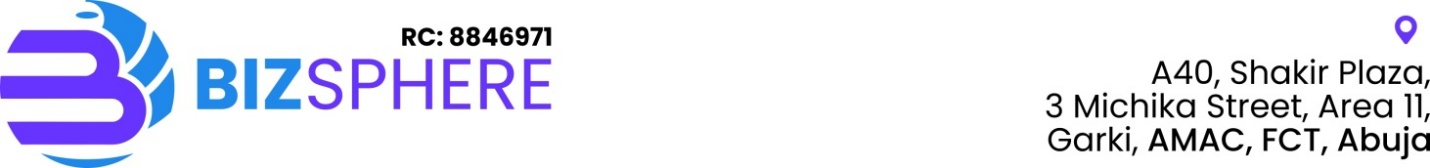 RC: 8846971
BIZSPHERE
A40, Shakir Plaza,
3 Michika Street, Area 11,
Garki, AMAC, FCT, Abuja